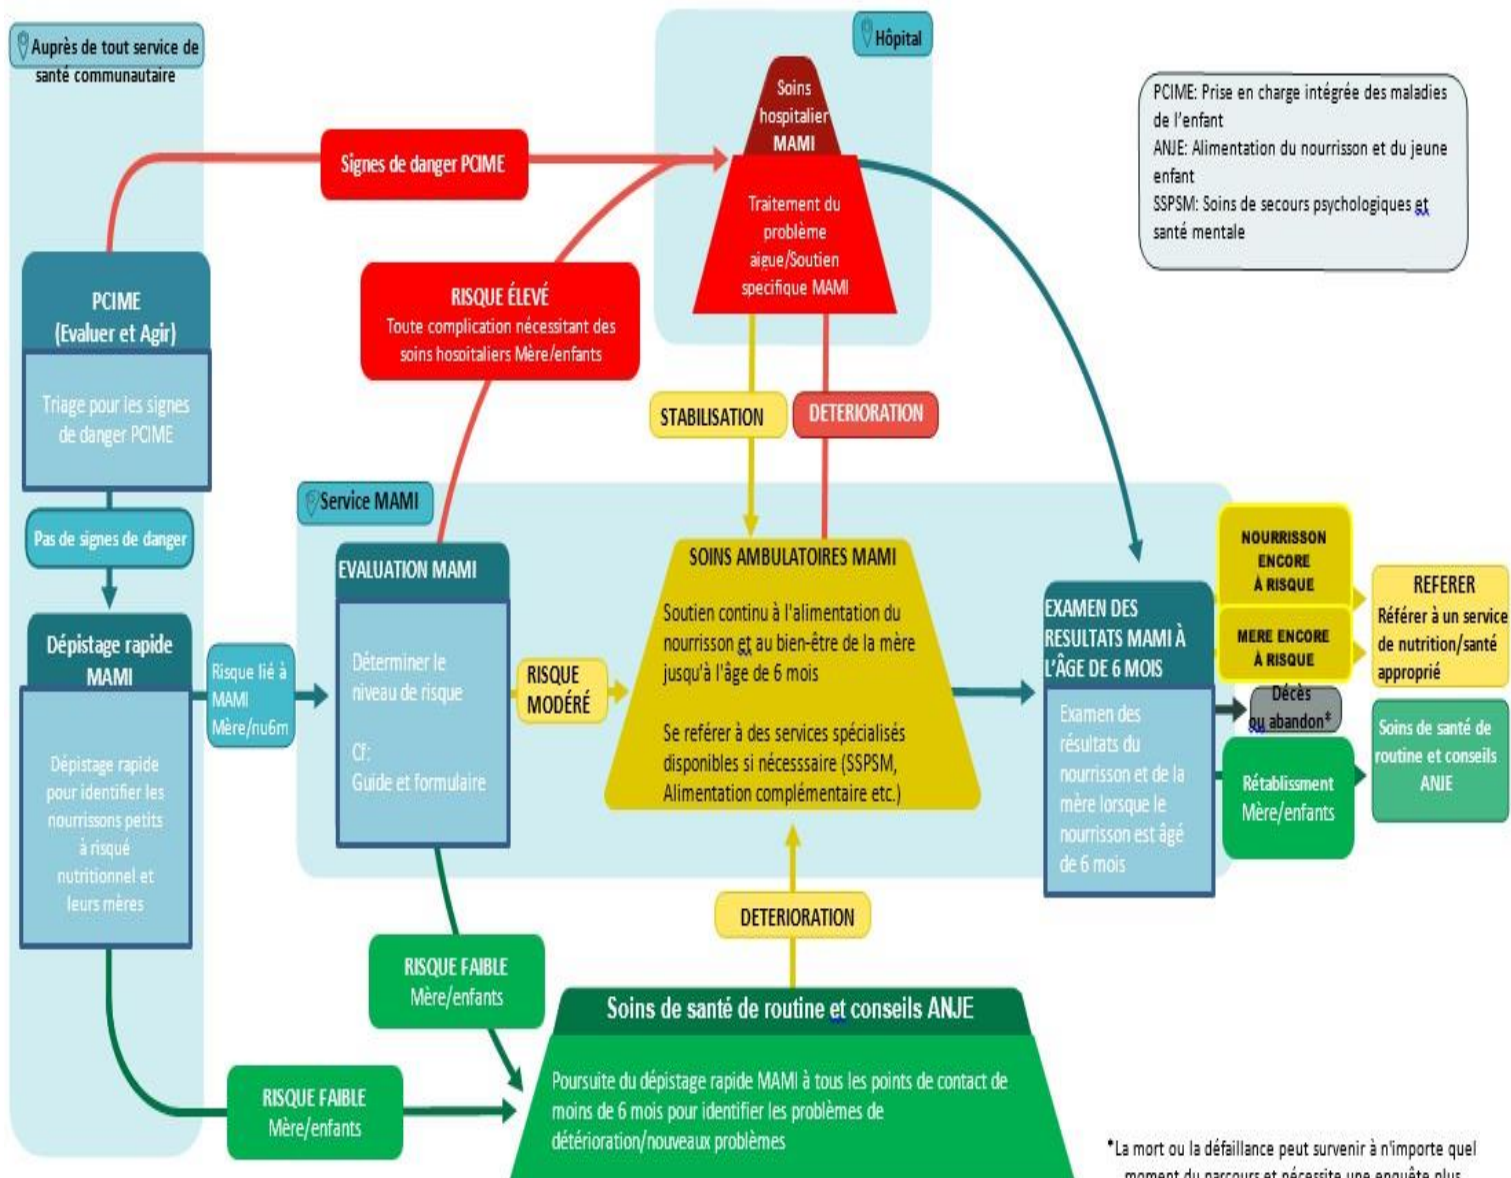 Auprès de tout service de
santé communautaire
Hôpital
Soins
hospitalier
MAMI
Traitement du
problème
aigue/Soutien
specifique MAMI
PCIME: Prise en charge intégrée des maladies
de l'enfant
ANJE: Alimentation du nourrisson et du jeune
enfant
SSPSM: Soins de secours psychologiques et
santé mentale
Signes de danger PCIME
RISQUE ÉLEVÉ
Toute complication nécessitant des
soins hospitaliers Mère/enfants
PCIME
(Evaluer et Agir)
Triage pour les signes
de danger PCIME
Pas de signes de danger
Dépistage rapide
MAMI
Dépistage rapide
pour identifier les
nourrissons petits
à risqué
nutritionnel et
leurs mères
Risque lié à
MAMI
Mère/nu6m
STABILISATION
DETERIORATION
Service MAMI
EVALUATION MAMI
Déterminer le
niveau de risque
Cf:
Guide et formulaire
RISQUE
MODÉRÉ
SOINS AMBULATOIRES MAMI
Soutien continu à l'alimentation du
nourrisson et au bien-être de la mère
jusqu'à l'âge de 6 mois
Se referér à des services spécialisés
disponibles si nécesssaire (SSPSM,
Alimentation complémentaire etc.)
EXAMEN DES
RESULTATS MAMI À
L'ÂGE DE 6 MOIS
Examen des
résultats du
nourrisson et de la
mère lorsque le
nourrisson est âgé
de 6 mois
NOURRISSON
ENCORE
À RISQUE
MERE ENCORE
À RISQUE
Décès
ou abandon*
Rétablissment
Mère/enfants
REFERER
Référer à un service
de nutrition/santé
approprié
Soins de santé de
routine et conseils
ANJE
DETERIORATION
RISQUE FAIBLE
Mère/enfants
RISQUE FAIBLE
Mère/enfants
Soins de santé de routine et conseils ANJE
Poursuite du dépistage rapide MAMI à tous les points de contact de
moins de 6 mois pour identifier les problèmes de
détérioration/nouveaux problèmes
*La mort ou la défaillance peut survenir à n'importe quel
moment du parcours et nécessite une enquête plus